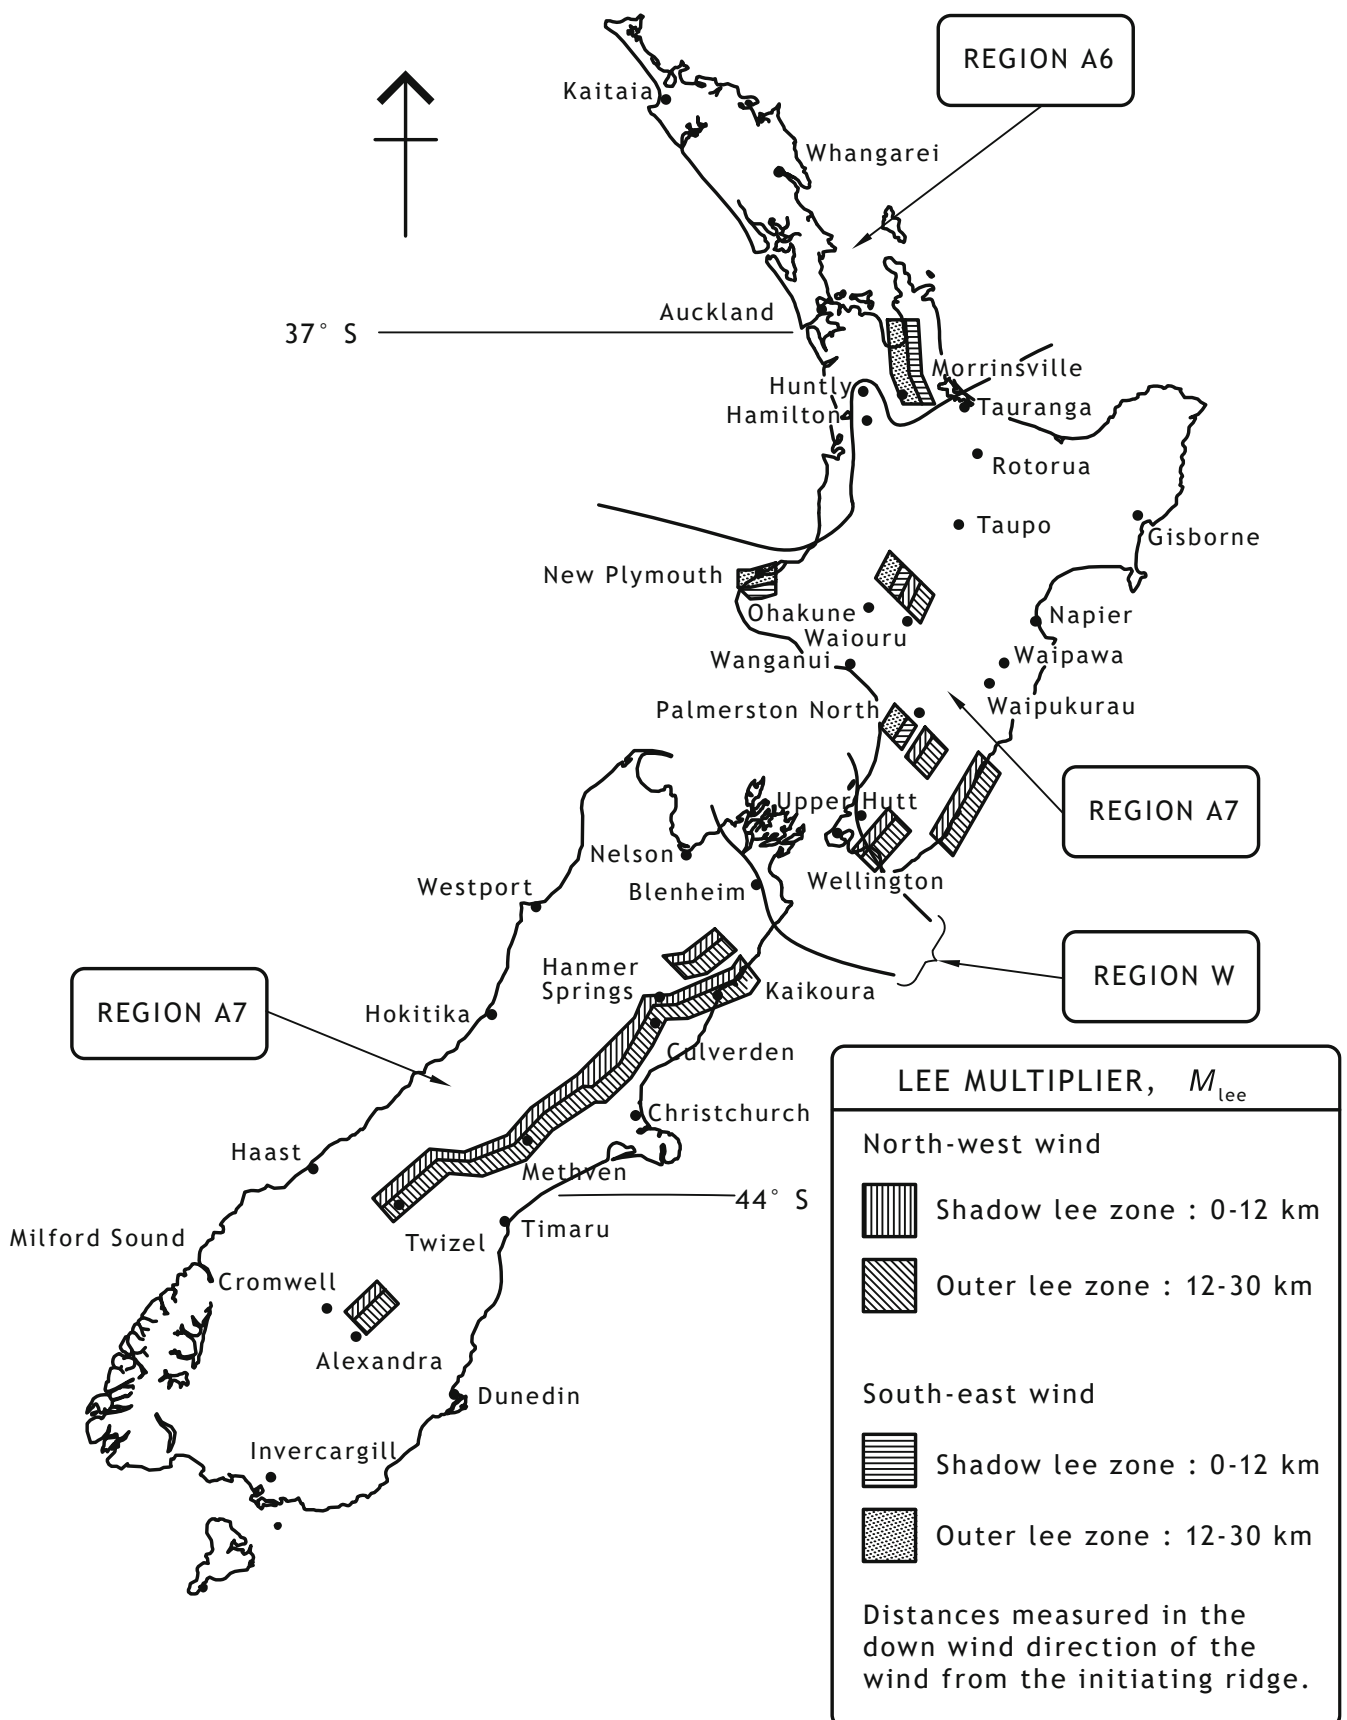 REGION A6
Kaitaia
Whangarei
Auckland
37° S
Morrinsville
Huntly
Hamilton
Tauranga
Rotorua
Taupo
Gisborne
New Plymouth
Ohakune
Napier
Waiouru
Wanganui
Waipawa
Palmerston North
Waipukurau
Upper Hutt
REGION A7
Nelson
Wellington
Westport
Blenheim
Hanmer
Springs
Kaikoura
REGION W
REGION A7
Hokitika
Culverden
Christchurch
Haast
Methven
44° S
Milford Sound
Twizel
Timaru
Cromwell
Alexandra
Dunedin
Invercargill
LEE MULTIPLIER, Mlee
North-west wind
Shadow lee zone : 0-12 km
Outer lee zone : 12-30 km
South-east wind
Shadow lee zone : 0-12 km
Outer lee zone : 12-30 km
Distances measured in the
down wind direction of the
wind from the initiating ridge.